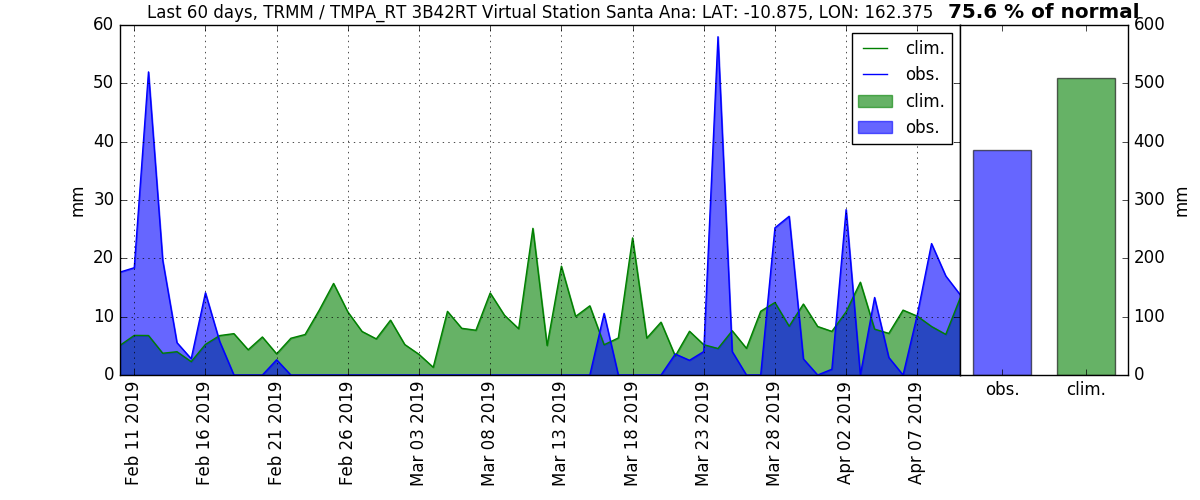 Last 60 days, TRMM / TMPA_RT 3B42RT Virtual Station Santa Ana: LAT: -10.875, LON: 162.375
75.6 % of normal
60
50
40
30
20
10
0
mm
clim.
obs.
clim.
obs.
600
500
400
300
200
100
0
mm
obs.
clim.
Feb 11 2019
Feb 16 2019
Feb 21 2019
Feb 26 2019
Mar 03 2019
Mar 08 2019
Mar 13 2019
Mar 18 2019
Mar 23 2019
Mar 28 2019
Apr 02 2019
Apr 07 2019